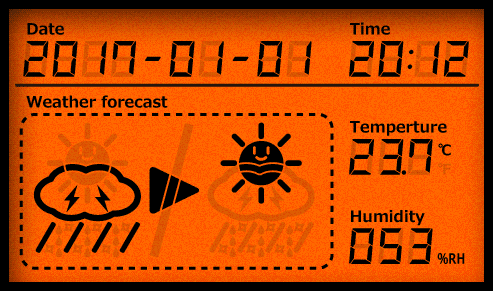 Date Time
2017-01-01 20:12
Weather forecast
Temperture
23.7 ℃
°F
Humidity
053 %RH